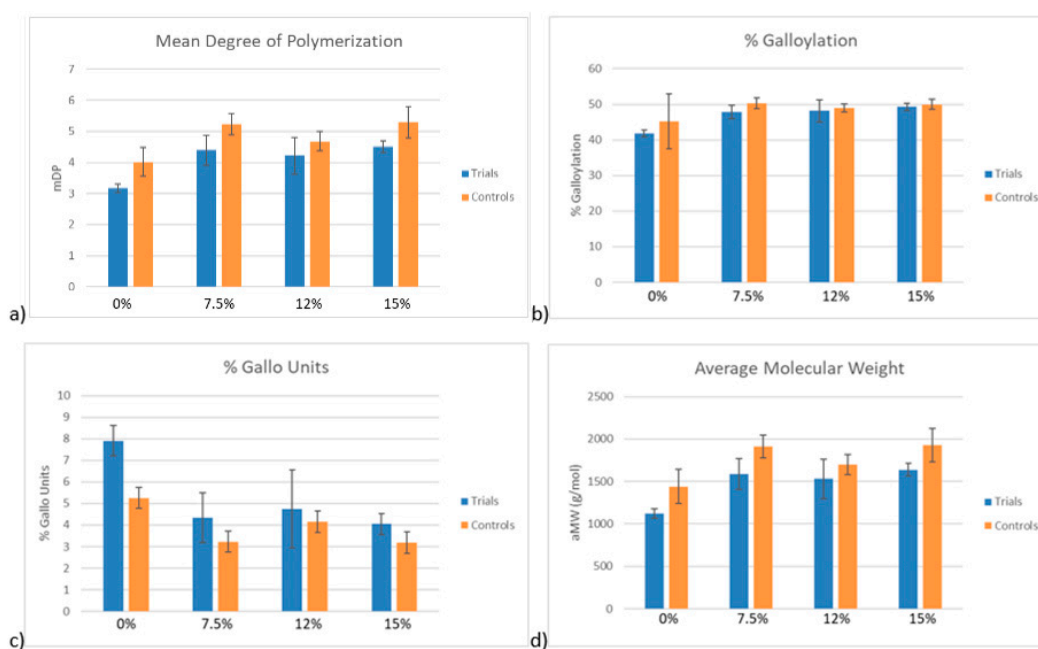 Mean Degree of Polymerization
7
6
5
4
3
2
1
0
mDP
0% 7.5% 12% 15%
Trials
Controls
a)
% Galloylation
60
50
40
30
20
10
0
% Galloylation
0% 7.5% 12% 15%
Trials
Controls
b)
% Gallo Units
10
9
8
7
6
5
4
3
2
1
0
% Gallo Units
0% 7.5% 12% 15%
Trials
Controls
c)
Average Molecular Weight
2500
2000
1500
1000
500
0
aMW (g/mol)
0% 7.5% 12% 15%
Trials
Controls
d)